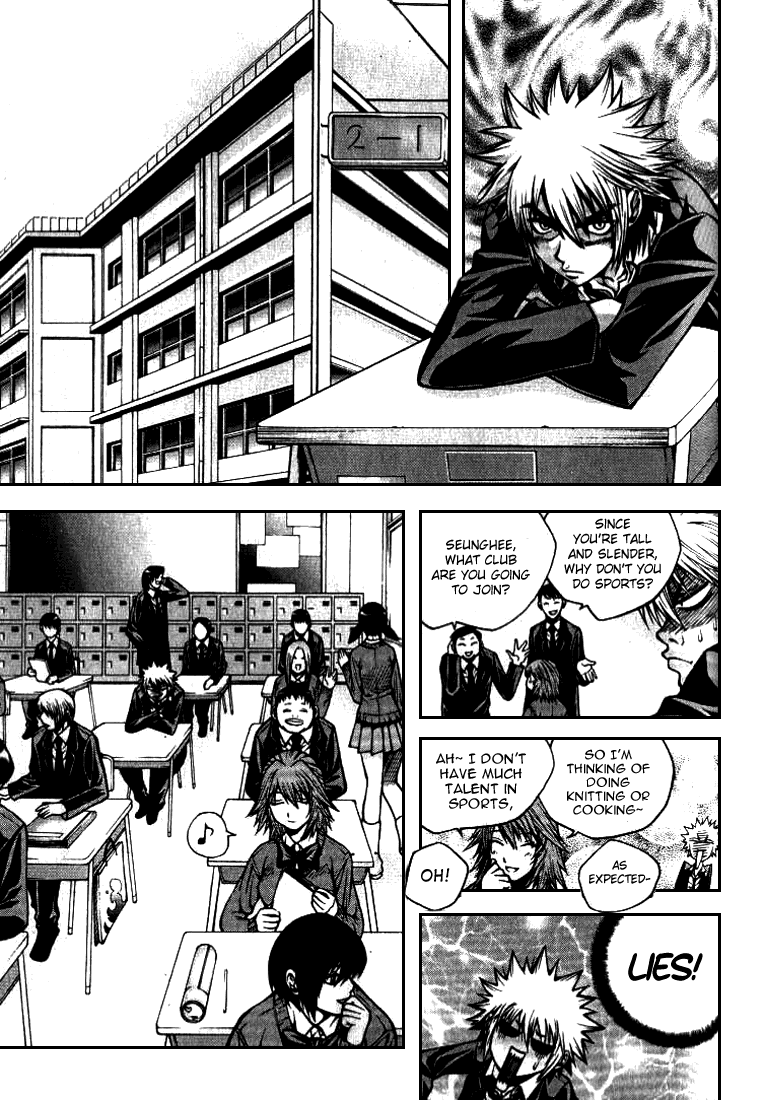 2-1
SEUNGHEE,
WHAT CLUB
ARE YOU GOING
TO JOIN?
SINCE
YOU'RE TALL
AND SLENDER,
WHY DON'T YOU
DO SPORTS?
AH~ I DON'T
HAVE MUCH
TALENT IN
SPORTS,
SO I'M
THINKING OF
DOING
KNITTING OR
COOKING~
OH!
AS
EXPECTED~
LIES!